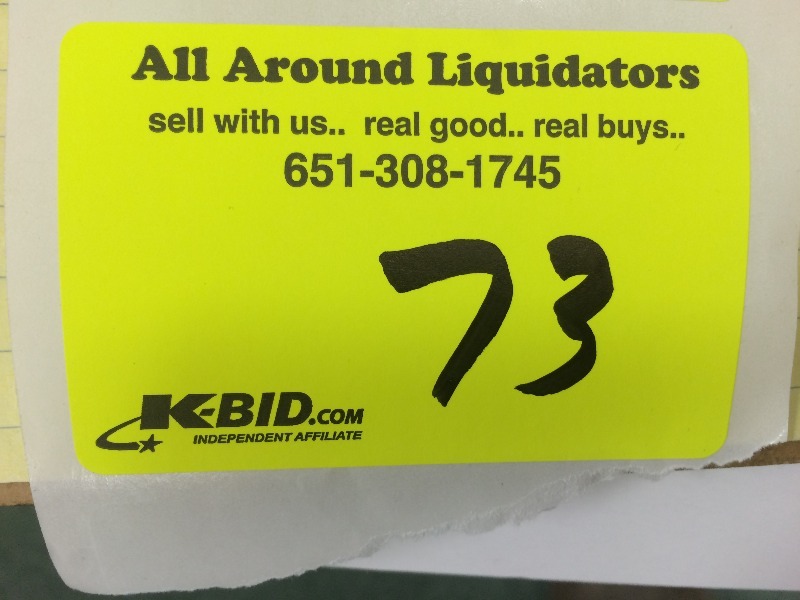 All Around Liquidators
sell with us.. real good.. real buys..
651-308-1745
73
K-BID.COM
INDEPENDENT AFFILIATE